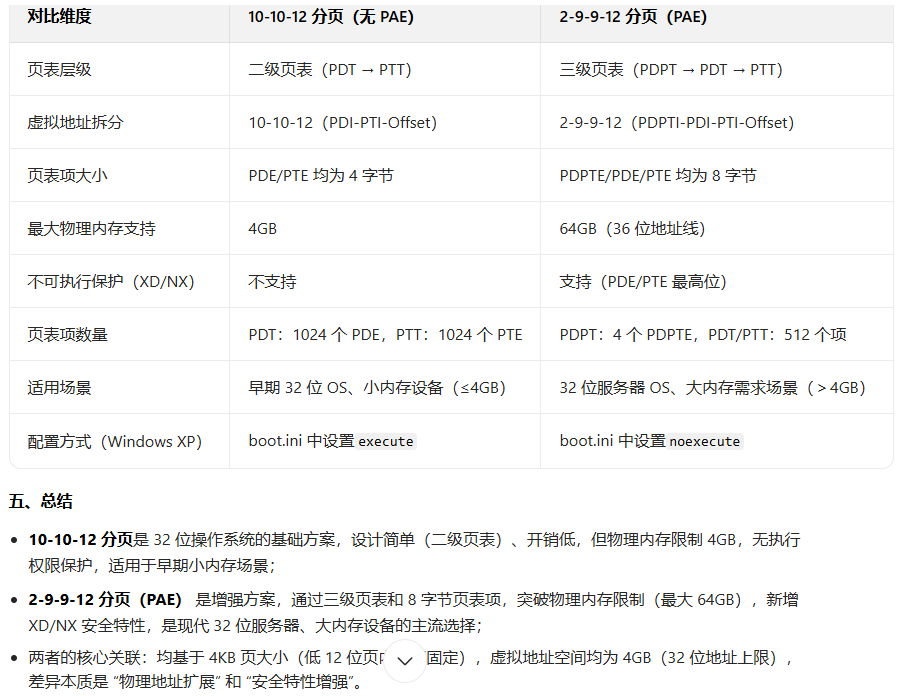 对比维度 10-10-12 分页（无 PAE） 2-9-9-12 分页（PAE）
页表层级 二级页表（PDT → PTT） 三级页表（PDPT → PDT → PTT）
虚拟地址拆分 10-10-12（PDI-PTI-Offset） 2-9-9-12（PDPTI-PDI-PTI-Offset）
页表项大小 PDE/PTE 均为 4 字节 PDPTE/PDE/PTE 均为 8 字节
最大物理内存支持 4GB 64GB（36 位地址线）
不可执行保护（XD/NX） 不支持 支持（PDE/PTE 最高位）
页表项数量 PDT：1024 个 PDE，PTT：1024 个 PTE PDPT：4 个 PDPTE，PDT/PTT：512 个项
适用场景 早期 32 位 OS、小内存设备（≤4GB） 32 位服务器 OS、大内存需求场景（＞4GB）
配置方式（Windows XP） boot.ini 中设置execute boot.ini 中设置noexecute
五、总结
• 10-10-12 分页是 32 位操作系统的基础方案，设计简单（二级页表）、开销低，但物理内存限制 4GB，无执行
权限保护，适用于早期小内存场景；
• 2-9-9-12 分页（PAE） 是增强方案，通过三级页表和 8 字节页表项，突破物理内存限制（最大 64GB），新增
XD/NX 安全特性，是现代 32 位服务器、大内存设备的主流选择；
• 两者的核心关联：均基于 4KB 页大小（低 12 位页 固定），虚拟地址空间均为 4GB（32 位地址上限），
差异本质是 “物理地址扩展” 和 “安全特性增强”。